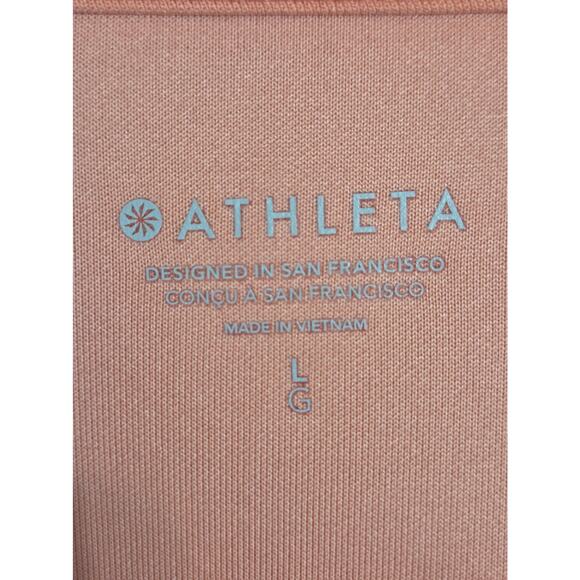 ATHLETA
DESIGNED IN SAN FRANCISCO
CONÇU À SAN FRANCISCO
MADE IN VIETNAM
L
G